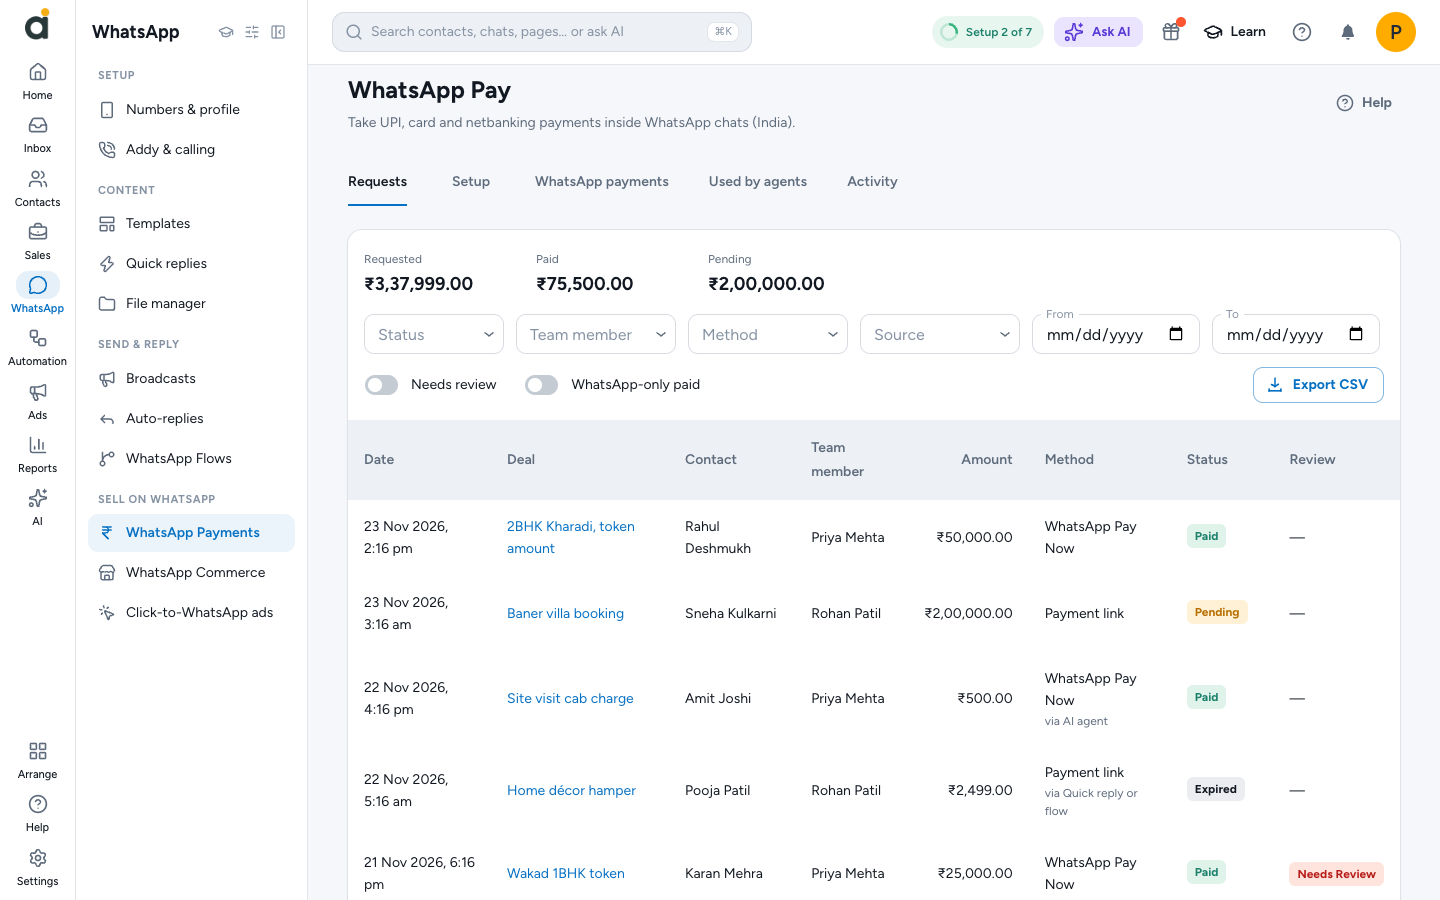 WhatsApp
Search contacts, chats, pages... or ask AI
⌘K
Setup 2 of 7
Ask AI
Learn
P
Home
Inbox
Contacts
Sales
WhatsApp
Automation
Ads
Reports
AI
Arrange
Help
Settings
SETUP
Numbers & profile
Addy & calling
CONTENT
Templates
Quick replies
File manager
SEND & REPLY
Broadcasts
Auto-replies
WhatsApp Flows
SELL ON WHATSAPP
WhatsApp Payments
WhatsApp Commerce
Click-to-WhatsApp ads
WhatsApp Pay
Take UPI, card and netbanking payments inside WhatsApp chats (India).
Help
Requests
Setup
WhatsApp payments
Used by agents
Activity
Requested
₹3,37,999.00
Paid
₹75,500.00
Pending
₹2,00,000.00
Status
Team member
Method
Source
From
mm/dd/yyyy
To
mm/dd/yyyy
Needs review
WhatsApp-only paid
Export CSV
Date
Deal
Contact
Team
member
Amount
Method
Status
Review
23 Nov 2026,
2:16 pm
2BHK Kharadi, token
amount
Rahul
Deshmukh
Priya Mehta
₹50,000.00
WhatsApp Pay
Now
Paid
—
23 Nov 2026,
3:16 am
Baner villa booking
Sneha Kulkarni
Rohan Patil
₹2,00,000.00
Payment link
Pending
—
22 Nov 2026,
4:16 pm
Site visit cab charge
Amit Joshi
Priya Mehta
₹500.00
WhatsApp Pay
Now
via AI agent
Paid
—
22 Nov 2026,
5:16 am
Home décor hamper
Pooja Patil
Rohan Patil
₹2,499.00
Payment link
via Quick reply or
flow
Expired
—
21 Nov 2026, 6:16
pm
Wakad 1BHK token
Karan Mehra
Priya Mehta
₹25,000.00
WhatsApp Pay
Now
Paid
Needs Review